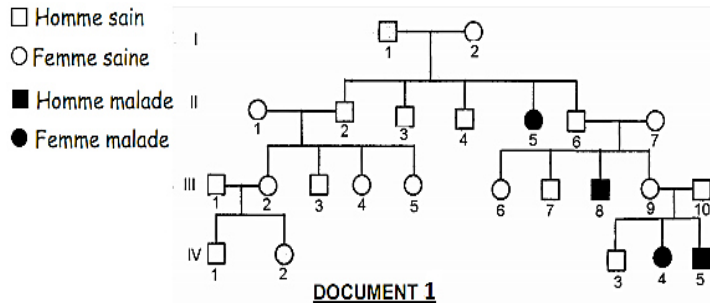 Homme sain
Femme saine
Homme malade
Femme malade
I
1 2
II
1 2 3 4 5 6 7
III
1 2 3 4 5 6 7 8 9 10
IV
1 2 3 4 5
DOCUMENT 1